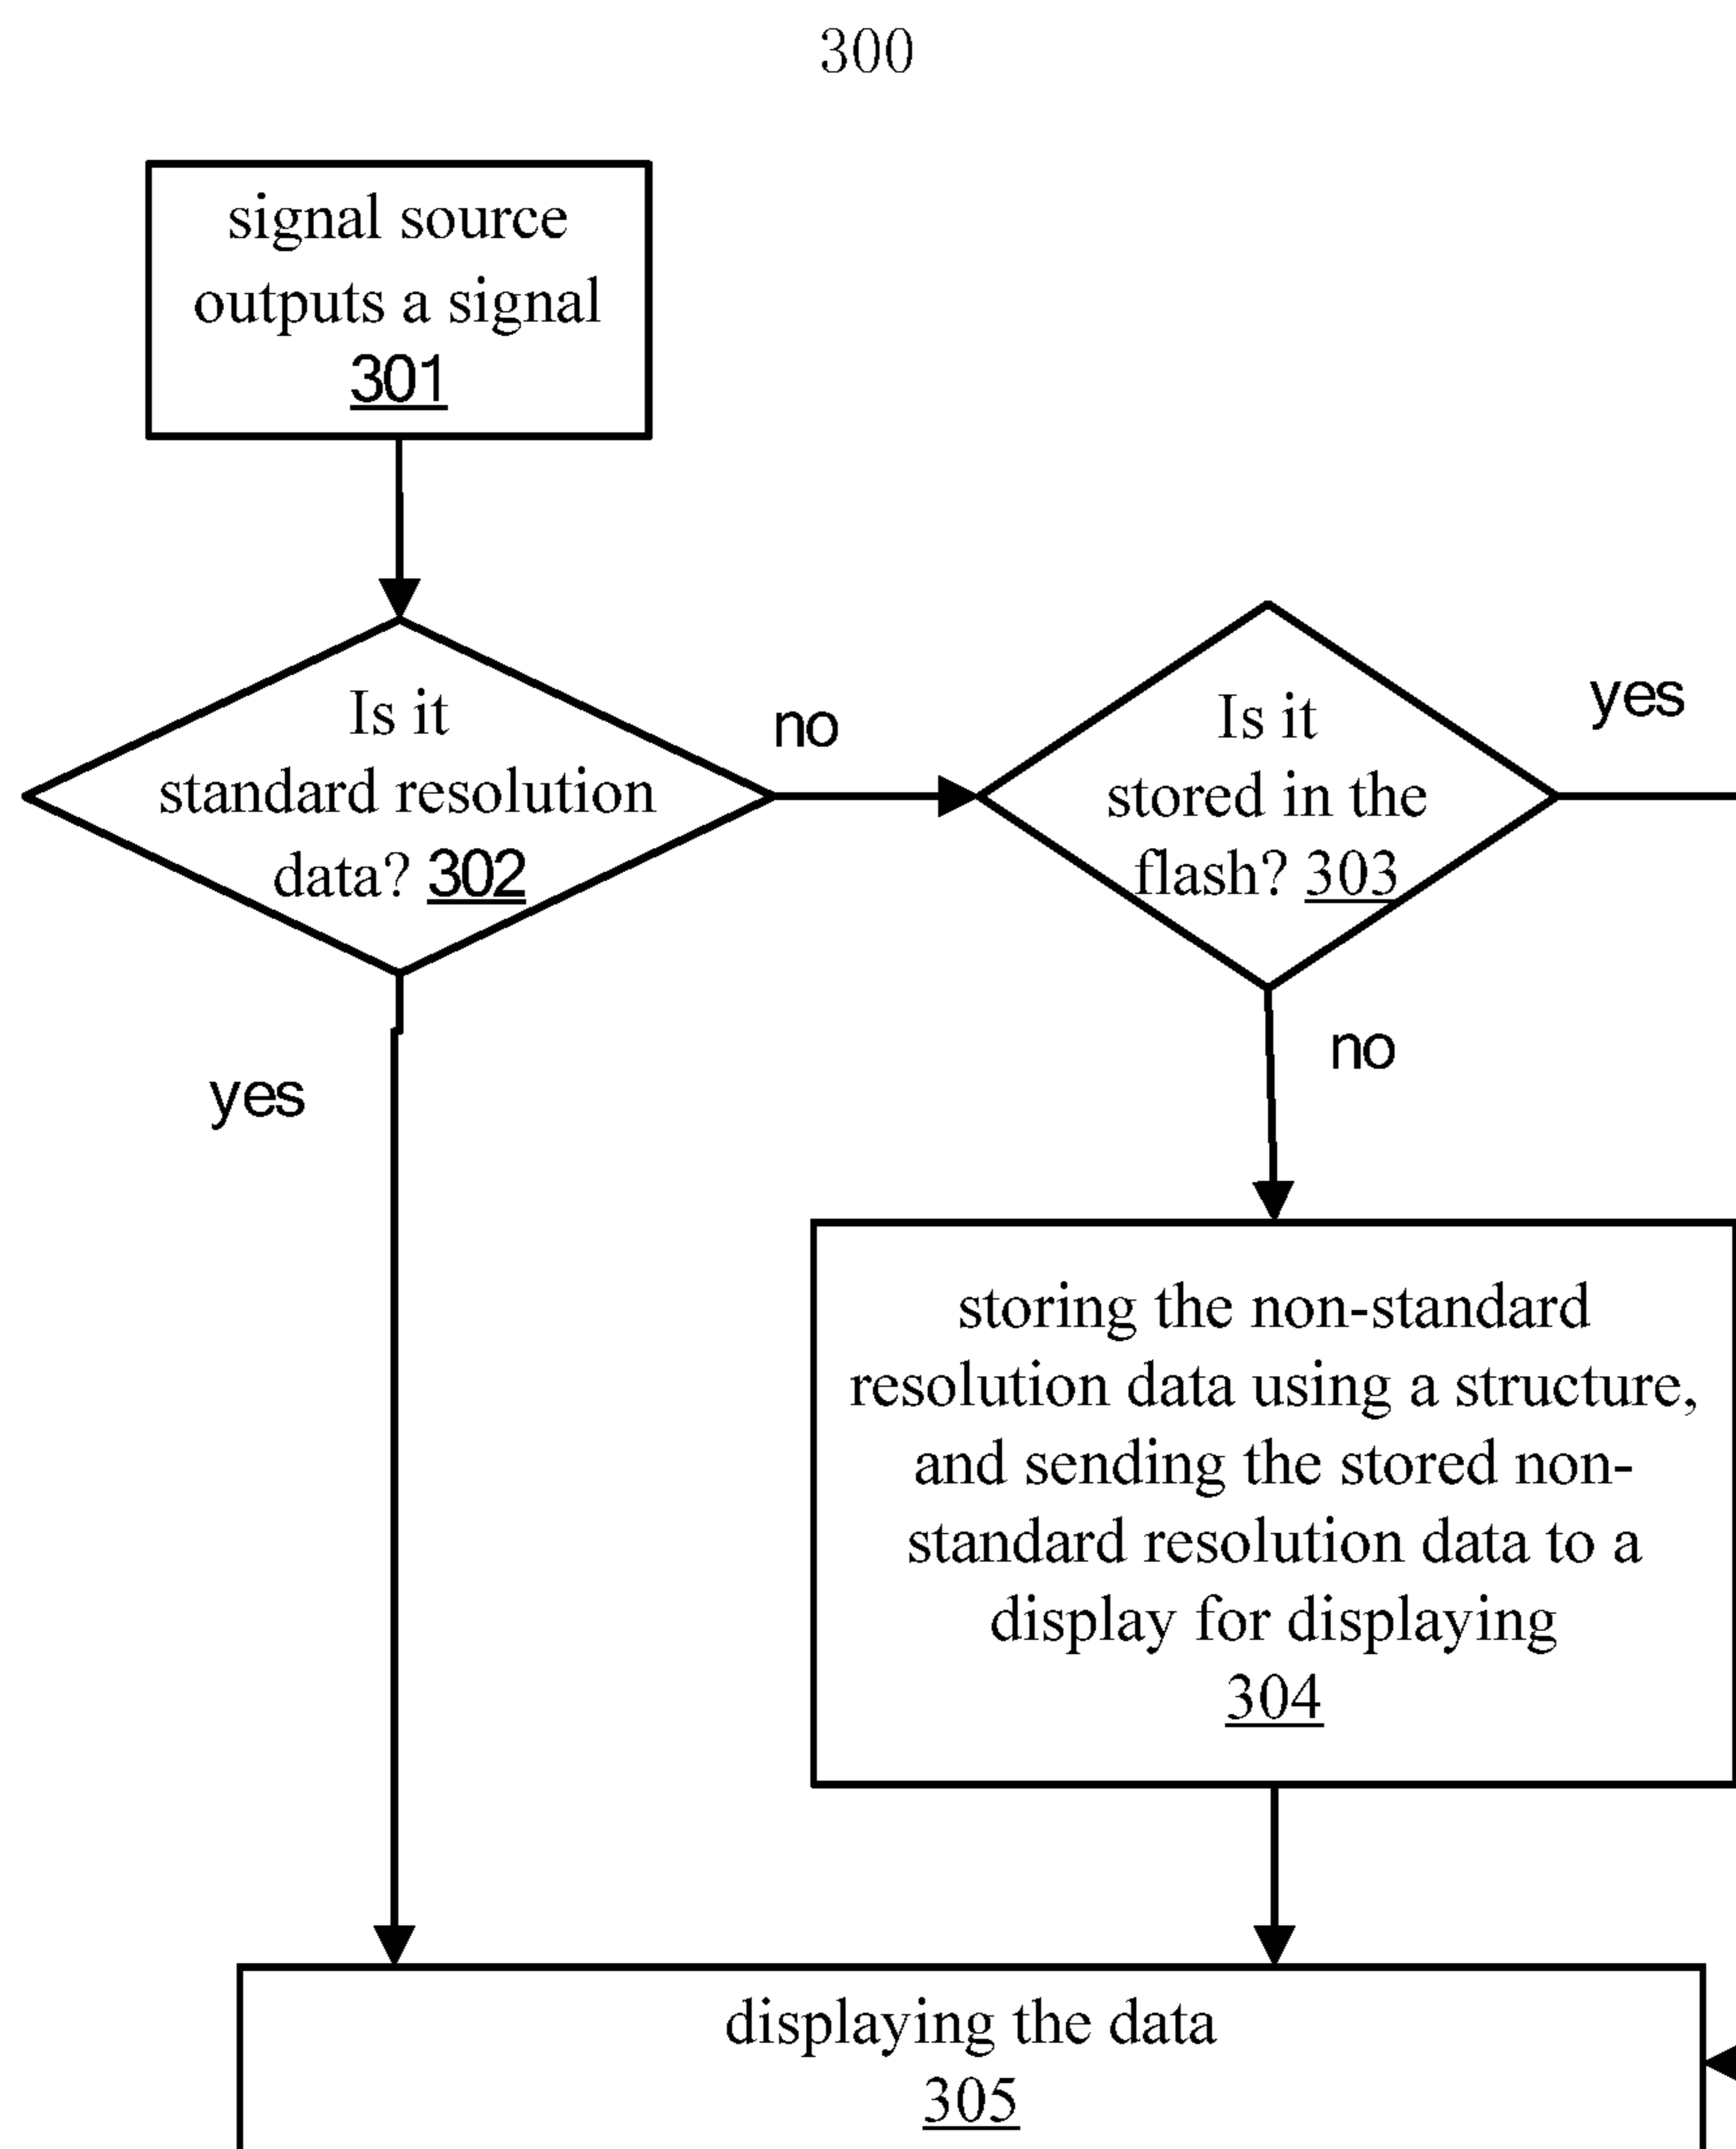 300
signal source
outputs a signal
301
Is it
standard resolution
data? 302
no
Is it
stored in the
flash? 303
yes
yes
no
storing the non-standard
resolution data using a structure,
and sending the stored non-
standard resolution data to a
display for displaying
304
displaying the data
305